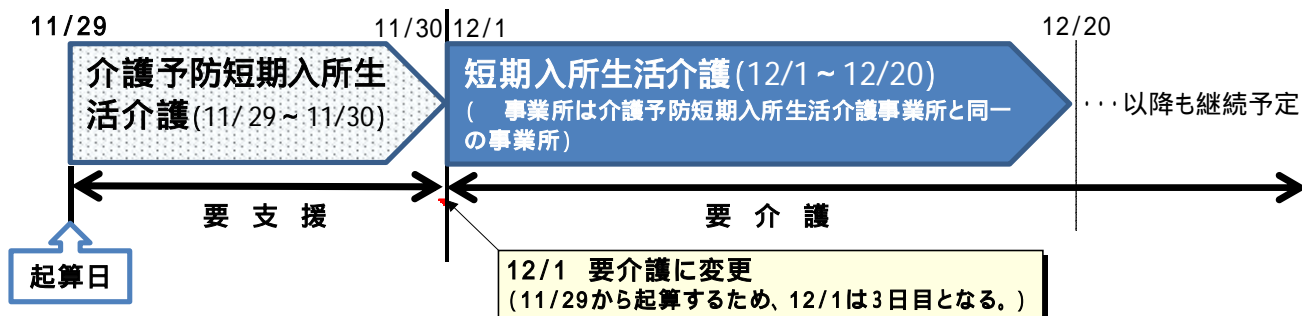 11/29
11/30
12/1
12/20
介護予防短期入所生
活介護(11/29～11/30)
短期入所生活介護(12/1～12/20)
(　事業所は介護予防短期入所生活介護事業所と同一
の事業所)
･･･以降も継続予定
要 支 援
要 介 護
起算日
12/1 要介護に変更
(11/29から起算するため、12/1は3日目となる。)